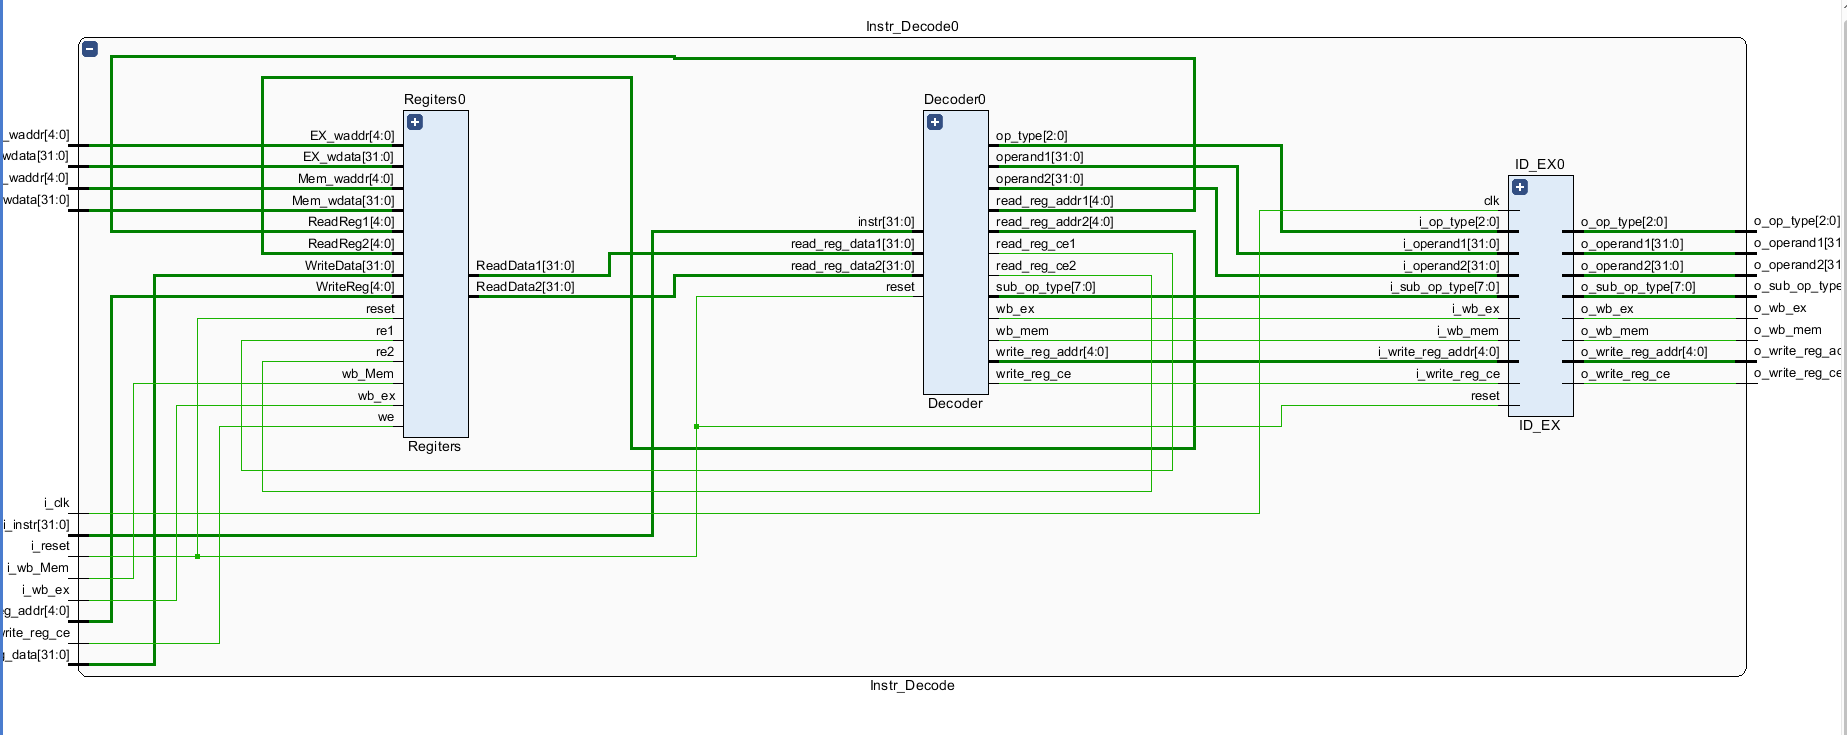 Instr_Decode0
Regiters0
Decoder0
ID_EX0
_waddr[4:0]
wdata[31:0]
_waddr[4:0]
wdata[31:0]
EX_waddr[4:0]
EX_wdata[31:0]
Mem_waddr[4:0]
Mem_wdata[31:0]
ReadReg1[4:0]
ReadReg2[4:0]
WriteData[31:0]
WriteReg[4:0]
reset
re1
re2
wb_Mem
wb_ex
we
ReadData1[31:0]
ReadData2[31:0]
Regiters
instr[31:0]
read_reg_data1[31:0]
read_reg_data2[31:0]
reset
op_type[2:0]
operand1[31:0]
operand2[31:0]
read_reg_addr1[4:0]
read_reg_addr2[4:0]
read_reg_ce1
read_reg_ce2
sub_op_type[7:0]
wb_ex
wb_mem
write_reg_addr[4:0]
write_reg_ce
Decoder
clk
i_op_type[2:0]
i_operand1[31:0]
i_operand2[31:0]
i_sub_op_type[7:0]
i_wb_ex
i_wb_mem
i_write_reg_addr[4:0]
i_write_reg_ce
reset
o_op_type[2:0]
o_operand1[31:0]
o_operand2[31:0]
o_sub_op_type[7:0]
o_wb_ex
o_wb_mem
o_write_reg_addr[4:0]
o_write_reg_ce
ID_EX
o_op_type[2:0]
o_operand1[31
o_operand2[31
o_sub_op_type
o_wb_ex
o_wb_mem
o_write_reg_ad
o_write_reg_ce
i_clk
i_instr[31:0]
i_reset
i_wb_Mem
i_wb_ex
eg_addr[4:0]
write_reg_ce
g_data[31:0]
Instr_Decode